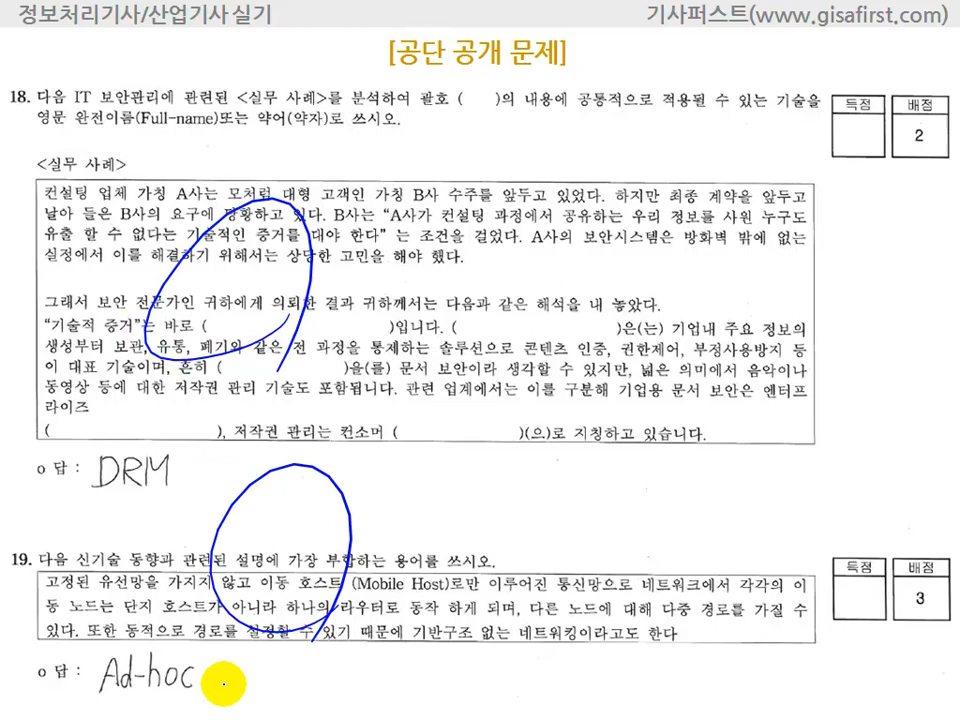 정보처리기사/산업기사 실기
기사퍼스트(www.gisafirst.com)
[공단 공개 문제]
18. 다음 IT 보안관리에 관련된 <실무 사례>를 분석하여 괄호 ( )의 내용에 공통적으로 적용될 수 있는 기술을
영문 완전이름(Full-name)또는 약어(약자)로 쓰시오.
득점 배점
2
<실무 사례>
컨설팅 업체 가칭 A사는 모처럼 대형 고객인 가칭 B사 수주를 앞두고 있었다. 하지만 최종 계약을 앞두고
날아 들은 B사의 요구에 당황하고 있다. B사는 “A사가 컨설팅 과정에서 공유하는 우리 정보를 사원 누구도
유출 할 수 없다는 기술적인 증거를 대야 한다” 는 조건을 걸었다. A사의 보안시스템은 방화벽 밖에 없는
실정에서 이를 해결하기 위해서는 상당한 고민을 해야 했다.
그래서 보안 전문가인 귀하에게 의뢰한 결과 귀하께서는 다음과 같은 해석을 내 놓았다.
“기술적 증거”는 바로 ( )입니다. ( )은(는) 기업내 주요 정보의
생성부터 보관, 유통, 폐기와 같은 전 과정을 통제하는 솔루션으로 콘텐츠 인증, 권한제어, 부정사용방지 등
이 대표 기술이며, 흔히 ( )을(를) 문서 보안이라 생각할 수 있지만, 넓은 의미에서 음악이나
동영상 등에 대한 저작권 관리 기술도 포함됩니다. 관련 업계에서는 이를 구분해 기업용 문서 보안은 엔터프
라이즈
( ), 저작권 관리는 컨소머 ( )(으)로 지칭하고 있습니다.
o 답 : DRM
19. 다음 신기술 동향과 관련된 설명에 가장 부합하는 용어를 쓰시오.
득점 배점
3
고정된 유선망을 가지지 않고 이동 호스트 (Mobile Host)로만 이루어진 통신망으로 네트워크에서 각각의 이
동 노드는 단지 호스트가 아니라 하나의 라우터로 동작 하게 되며, 다른 노드에 대해 다중 경로를 가질 수
있다. 또한 동적으로 경로를 설정할 수 있기 때문에 기반구조 없는 네트워킹이라고도 한다
o 답 : Ad-hoc